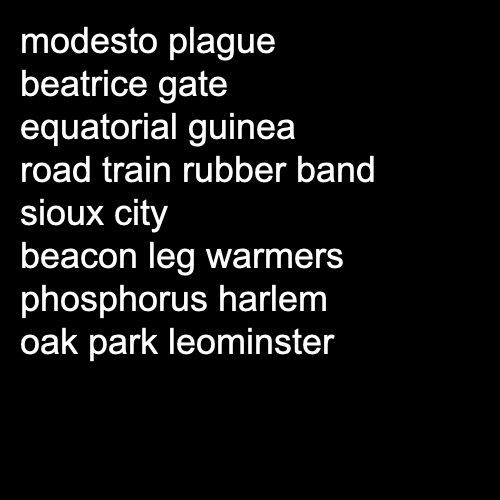 modesto plague
beatrice gate
equatorial guinea
road train rubber band
sioux city
beacon leg warmers
phosphorus harlem
oak park leominster